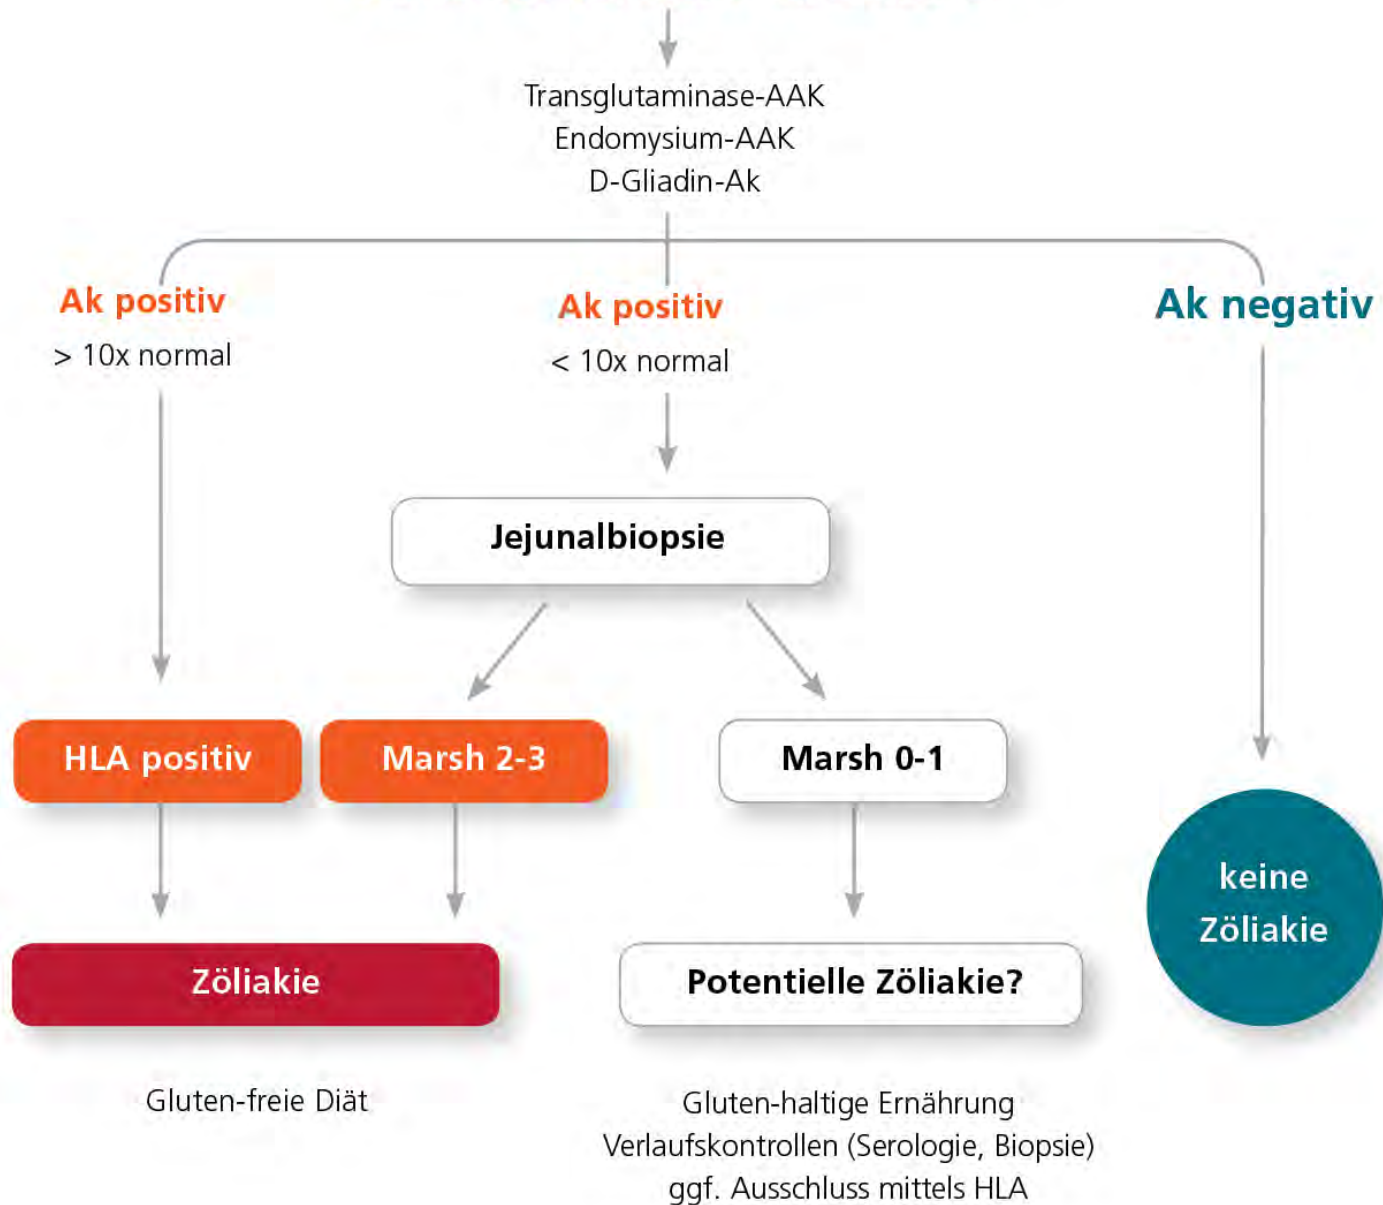 Transglutaminase-AAK
Endomysium-AAK
D-Gliadin-Ak
Ak positiv
> 10x normal
Ak positiv
< 10x normal
Ak negativ
Jejunalbiopsie
HLA positiv
Marsh 2-3
Marsh 0-1
keine
Zöliakie
Zöliakie
Potentielle Zöliakie?
Gluten-freie Diät
Gluten-haltige Ernährung
Verlaufskontrollen (Serologie, Biopsie)
ggf. Ausschluss mittels HLA